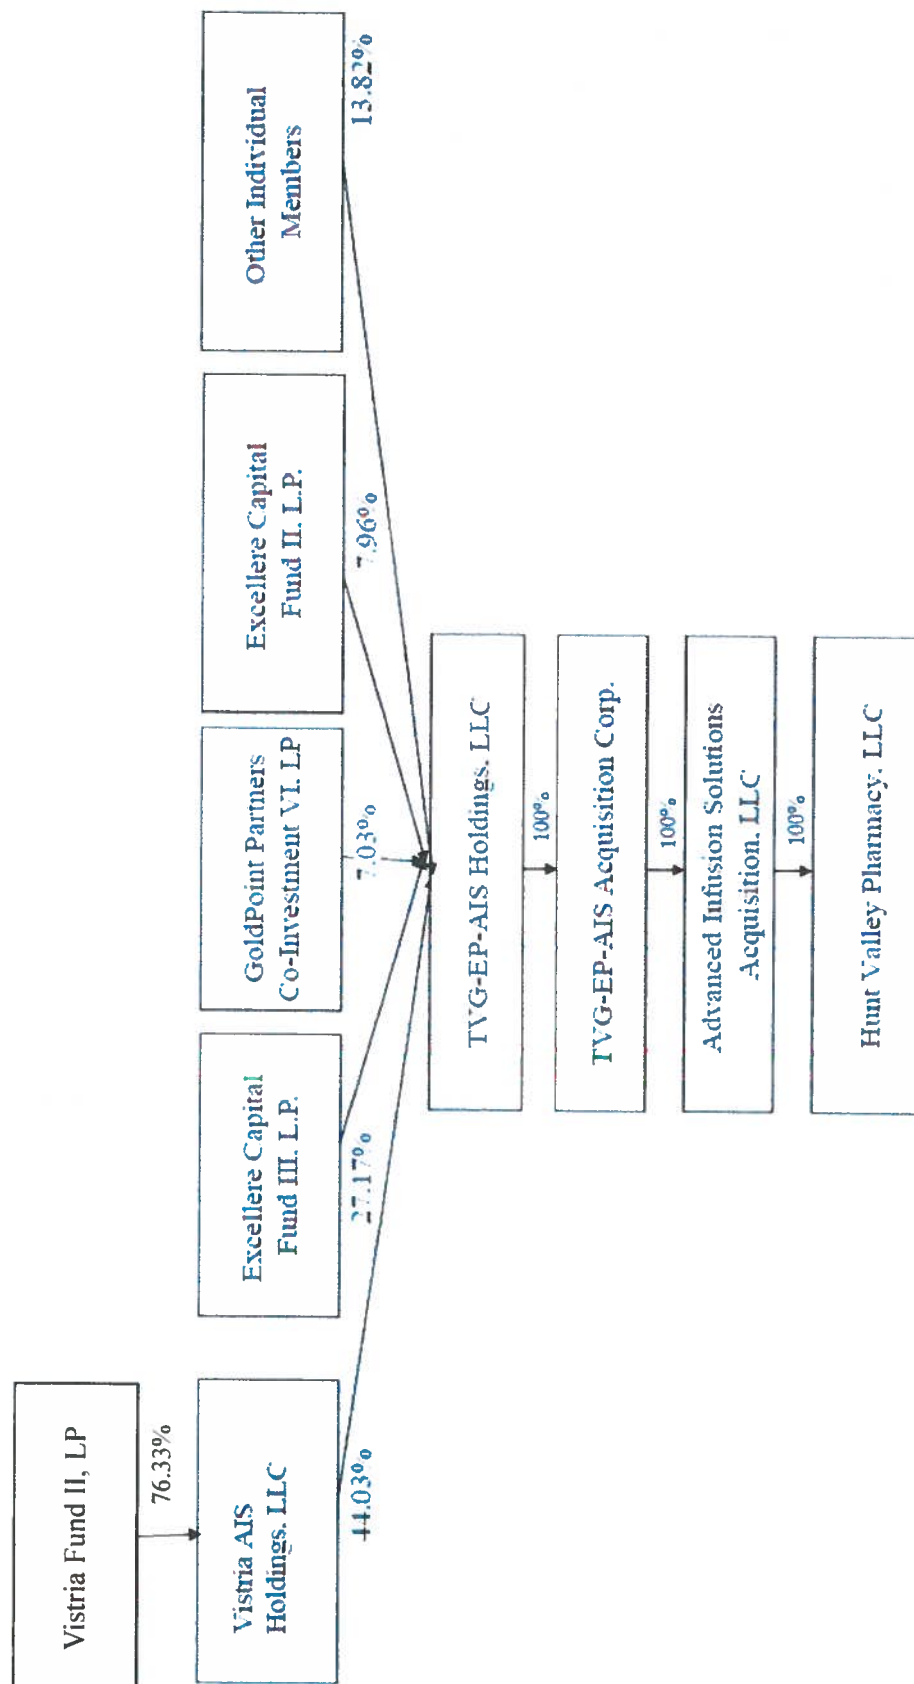 Vistria Fund II, LP
76.33%
Vistria AIS
Holdings, LLC
44.03%
Excellere Capital
Fund III, L.P.
27.17%
GoldPoint Partners
Co-Investment VI, LP
7.03%
Excellere Capital
Fund II, L.P.
7.96%
Other Individual
Members
13.82%
TVG-EP-AIS Holdings, LLC
100%
TVG-EP-AIS Acquisition Corp.
100%
Advanced Infusion Solutions
Acquisition, LLC
100%
Hunt Valley Pharmacy, LLC